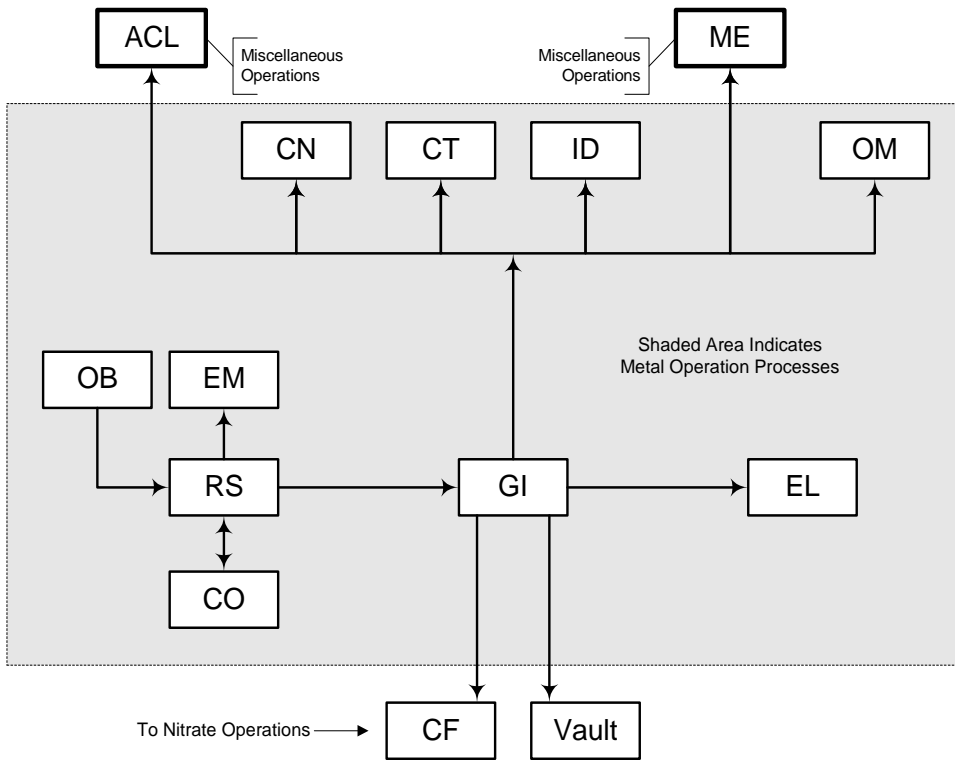 ACL
Miscellaneous
Operations
Miscellaneous
Operations
ME
CN
CT
ID
OM
Shaded Area Indicates
Metal Operation Processes
OB
EM
RS
GI
EL
CO
To Nitrate Operations
CF
Vault